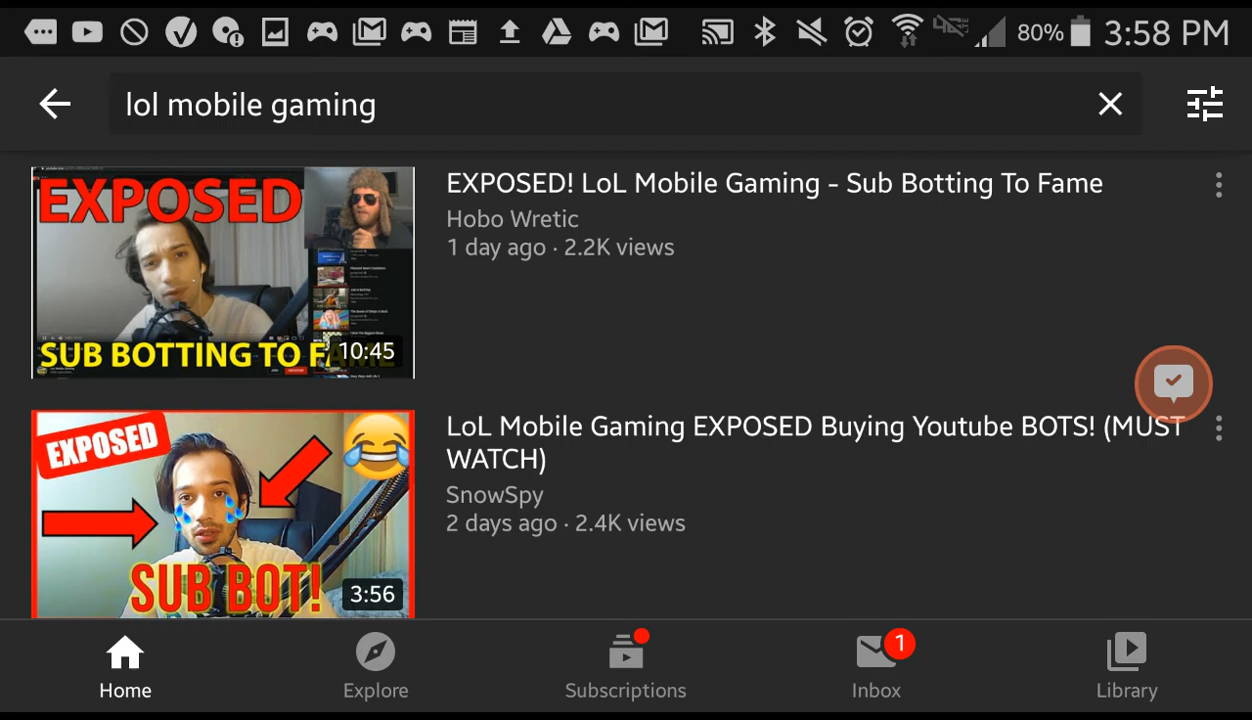 80% 3:58 PM
lol mobile gaming
EXPOSED
SUB BOTTING TO FAME
10:45
EXPOSED! LoL Mobile Gaming - Sub Botting To Fame
Hobo Wretic
1 day ago · 2.2K views
EXPOSED
SUB BOT!
3:56
LoL Mobile Gaming EXPOSED Buying Youtube BOTS! (MUST
WATCH)
SnowSpy
2 days ago · 2.4K views
1
Home Explore Subscriptions Inbox Library